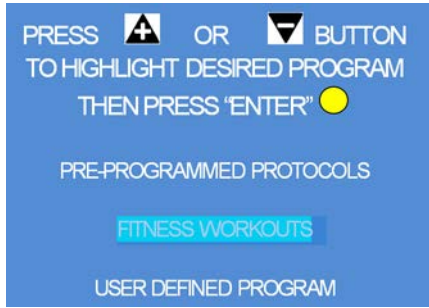 PRESS + OR − BUTTON
TO HIGHLIGHT DESIRED PROGRAM
THEN PRESS “ENTER”
PRE-PROGRAMMED PROTOCOLS
FITNESS WORKOUTS
USER DEFINED PROGRAM